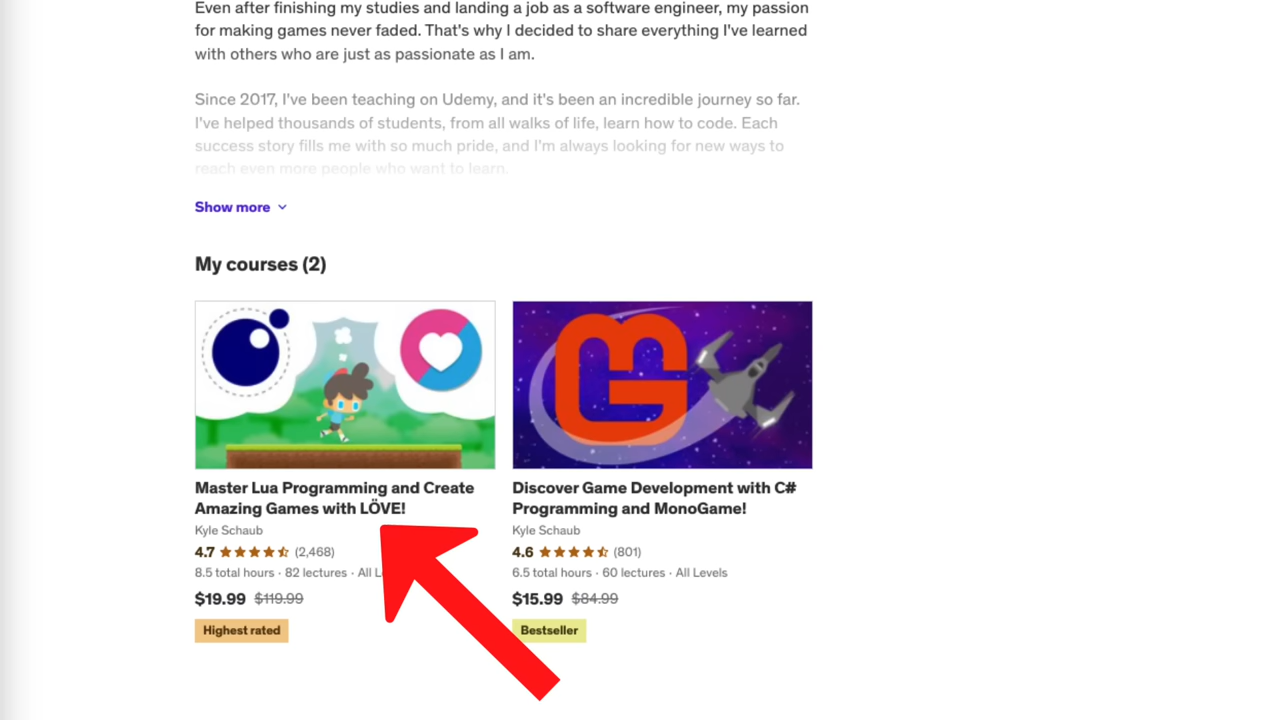 Even after finishing my studies and landing a job as a software engineer, my passion
for making games never faded. That's why I decided to share everything I've learned
with others who are just as passionate as I am.
Since 2017, I've been teaching on Udemy, and it's been an incredible journey so far.
I've helped thousands of students, from all walks of life, learn how to code. Each
success story fills me with so much pride, and I'm always looking for new ways to
reach even more people who want to learn.
Show more
My courses (2)
Master Lua Programming and Create
Amazing Games with LÖVE!
Kyle Schaub
4.7 (2,468)
8.5 total hours · 82 lectures · All L
$19.99 $119.99
Highest rated
Discover Game Development with C#
Programming and MonoGame!
Kyle Schaub
4.6 (801)
6.5 total hours · 60 lectures · All Levels
$15.99 $84.99
Bestseller